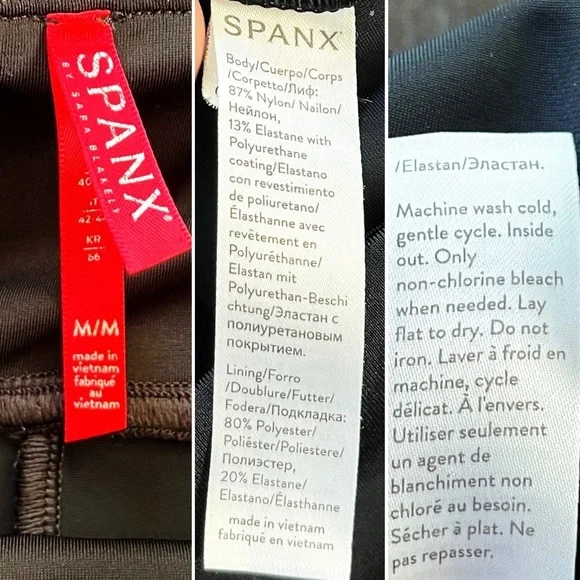 SPANX®
BY SARA BLAKELY
40
42-4
KR
66
M/M
made in
vietnam
fabriqué
au
vietnam
SPANX®
Body/Cuerpo/Corps
/Corpetto/Лиф:
87% Nylon/ Nailon/
Нейлон,
13% Elastane with
Polyurethane
coating/Elastano
con revestimiento
de poliuretano/
Élasthanne avec
revêtement en
Polyuréthanne/
Elastan mit
Polyurethan-Beschi
chtung/Эластан с
полиуретановым
покрытием.
Lining/Forro
/Doublure/Futter/
Fodera/Подкладка:
80% Polyester/
Poliéster/Poliestere/
Полиэстер,
20% Elastane/
Elastano/Élasthanne
made in vietnam
fabriqué en vietnam
/Elastan/Эластан.
Machine wash cold,
gentle cycle. Inside
out. Only
non-chlorine bleach
when needed. Lay
flat to dry. Do not
iron. Laver à froid en
machine, cycle
délicat. À l'envers.
Utiliser seulement
un agent de
blanchiment non
chloré au besoin.
Sécher à plat. Ne
pas repasser.